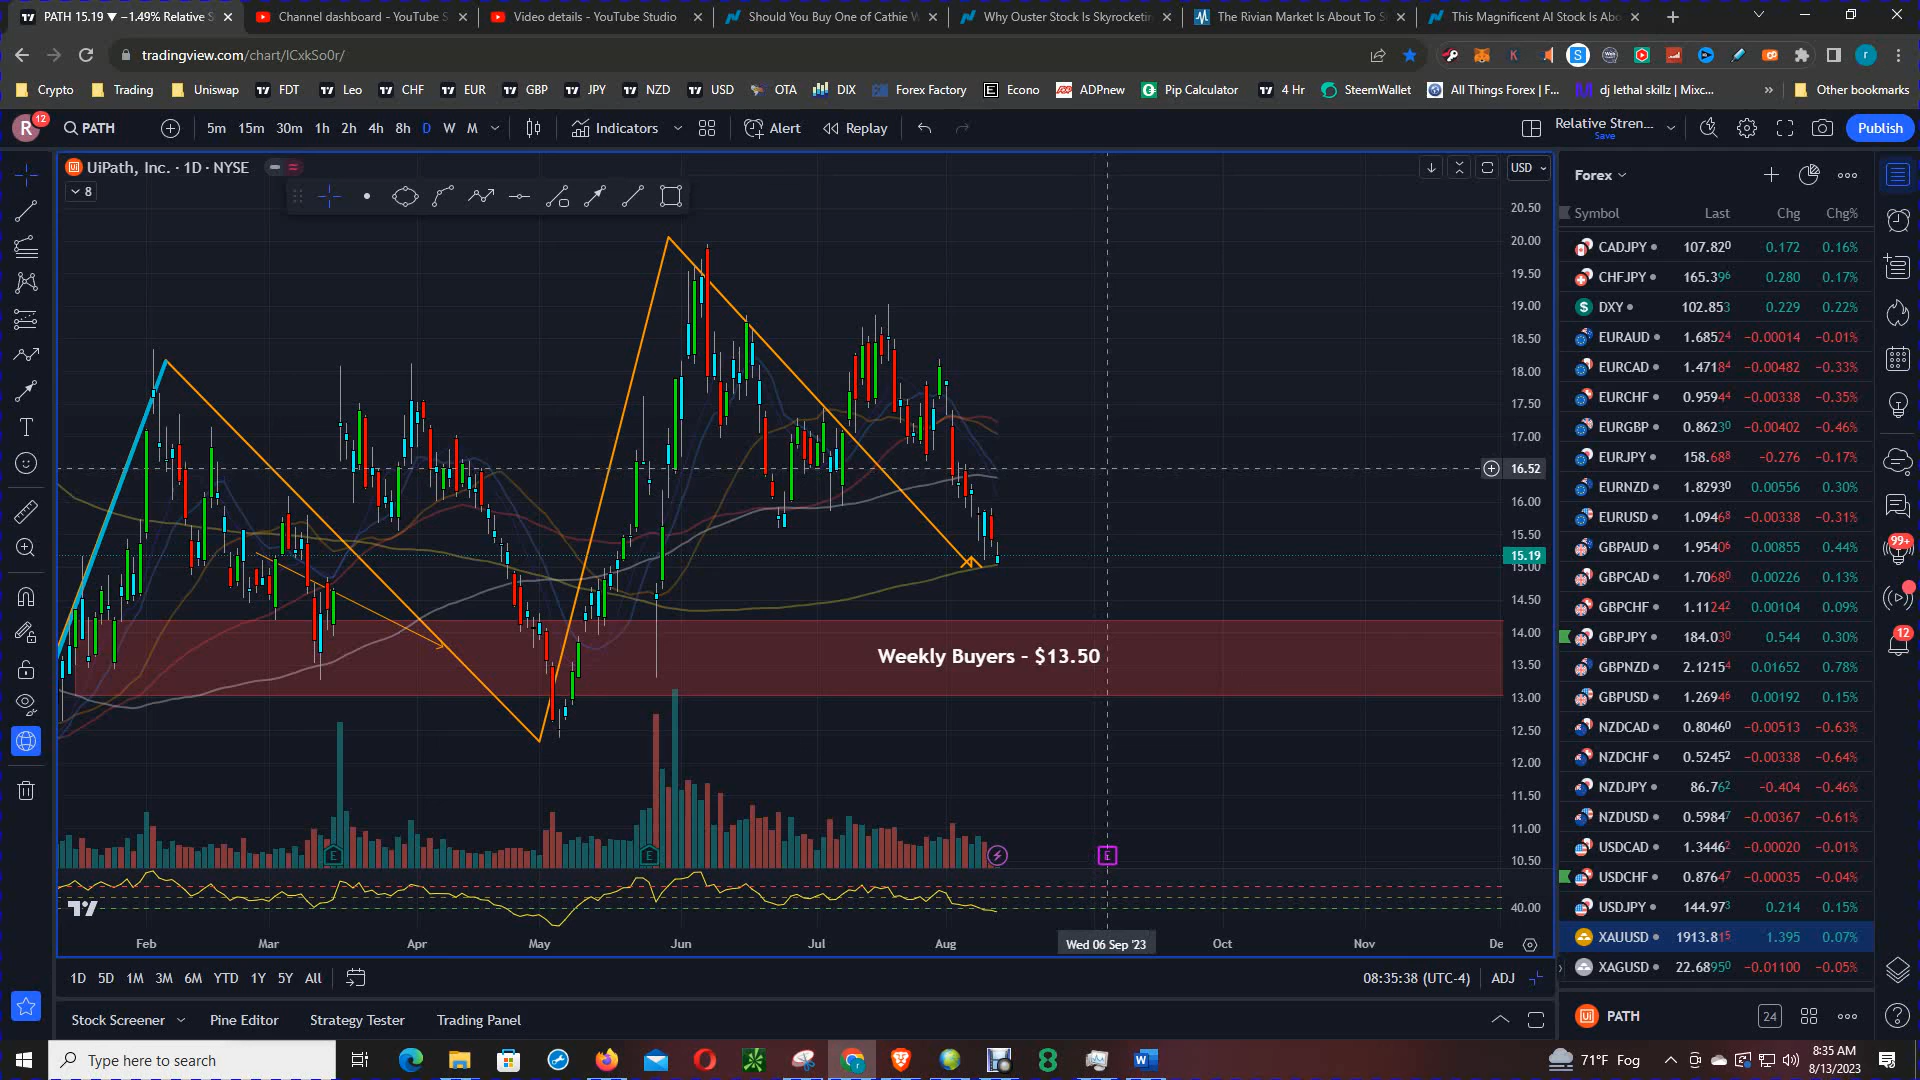 PATH 15.19 ▼ −1.49% Relative S
Channel dashboard - YouTube S
Video details - YouTube Studio
Should You Buy One of Cathie W
Why Ouster Stock Is Skyrocketin
The Rivian Market Is About To S
This Magnificent AI Stock Is Abo
tradingview.com/chart/lCxkSo0r/
Crypto Trading Uniswap FDT Leo CHF EUR GBP JPY NZD USD OTA DIX Forex Factory Econo ADPnew Pip Calculator 4 Hr SteemWallet All Things Forex | F... dj lethal skillz | Mixc... » Other bookmarks
R 12 PATH 5m 15m 30m 1h 2h 4h 8h D W M Indicators Alert Replay Relative Stren... Save Publish
UiPath, Inc. · 1D · NYSE
8
USD
20.50
20.00
19.50
19.00
18.50
18.00
17.50
17.00
16.52
16.00
15.50
15.19
15.00
14.50
14.00
13.50
13.00
12.50
12.00
11.50
11.00
10.50
40.00
Weekly Buyers - $13.50
E E E
Feb Mar Apr May Jun Jul Aug Wed 06 Sep '23 Oct Nov De
1D 5D 1M 3M 6M YTD 1Y 5Y All
08:35:38 (UTC-4) ADJ
Stock Screener Pine Editor Strategy Tester Trading Panel
Forex
Symbol Last Chg Chg%
CADJPY 107.820 0.172 0.16%
CHFJPY 165.396 0.280 0.17%
DXY 102.853 0.229 0.22%
EURAUD 1.68524 −0.00014 −0.01%
EURCAD 1.47184 −0.00482 −0.33%
EURCHF 0.95944 −0.00338 −0.35%
EURGBP 0.86230 −0.00402 −0.46%
EURJPY 158.688 −0.276 −0.17%
EURNZD 1.82930 0.00556 0.30%
EURUSD 1.09468 −0.00338 −0.31%
GBPAUD 1.95406 0.00855 0.44%
GBPCAD 1.70680 0.00226 0.13%
GBPCHF 1.11242 0.00104 0.09%
GBPJPY 184.030 0.544 0.30%
GBPNZD 2.12154 0.01652 0.78%
GBPUSD 1.26946 0.00192 0.15%
NZDCAD 0.80460 −0.00513 −0.63%
NZDCHF 0.52452 −0.00338 −0.64%
NZDJPY 86.762 −0.404 −0.46%
NZDUSD 0.59847 −0.00367 −0.61%
USDCAD 1.34462 −0.00020 −0.01%
USDCHF 0.87647 −0.00035 −0.04%
USDJPY 144.973 0.214 0.15%
XAUUSD 1913.815 1.395 0.07%
XAGUSD 22.68950 −0.01100 −0.05%
PATH 24
99+
12
Type here to search
71°F Fog
8:35 AM
8/13/2023